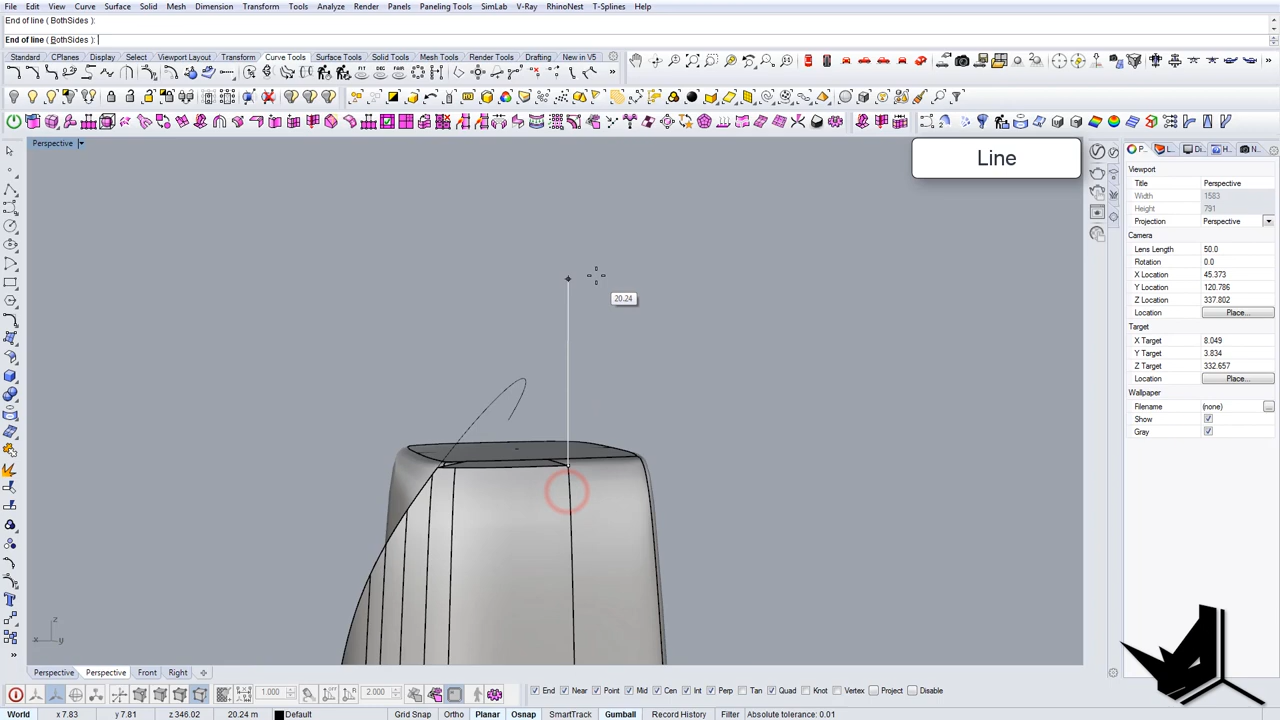 File Edit View Curve Surface Solid Mesh Dimension Transform Tools Analyze Render Panels Paneling Tools SimLab V-Ray RhinoNest T-Splines Help
End of line ( BothSides ):
End of line ( BothSides ):
Standard CPlanes Display Select Viewport Layout Transform Curve Tools Surface Tools Solid Tools Mesh Tools Render Tools Drafting New in V5
Perspective
Line
P... L... Di... H... N...
Viewport
Title Perspective
Width 1583
Height 791
Projection Perspective
Camera
Lens Length 50.0
Rotation 0.0
X Location 45.373
Y Location 120.786
Z Location 337.802
Location Place...
Target
X Target 8.049
Y Target 3.834
Z Target 332.657
Location Place...
Wallpaper
Filename (none) ...
Show
Gray
20.24
z
x y
Perspective Perspective Front Right
1.000 2.000 End Near Point Mid Cen Int Perp Tan Quad Knot Vertex Project Disable
World x 7.83 y 7.81 z 346.02 20.24 m Default Grid Snap Ortho Planar Osnap SmartTrack Gumball Record History Filter Absolute tolerance: 0.01